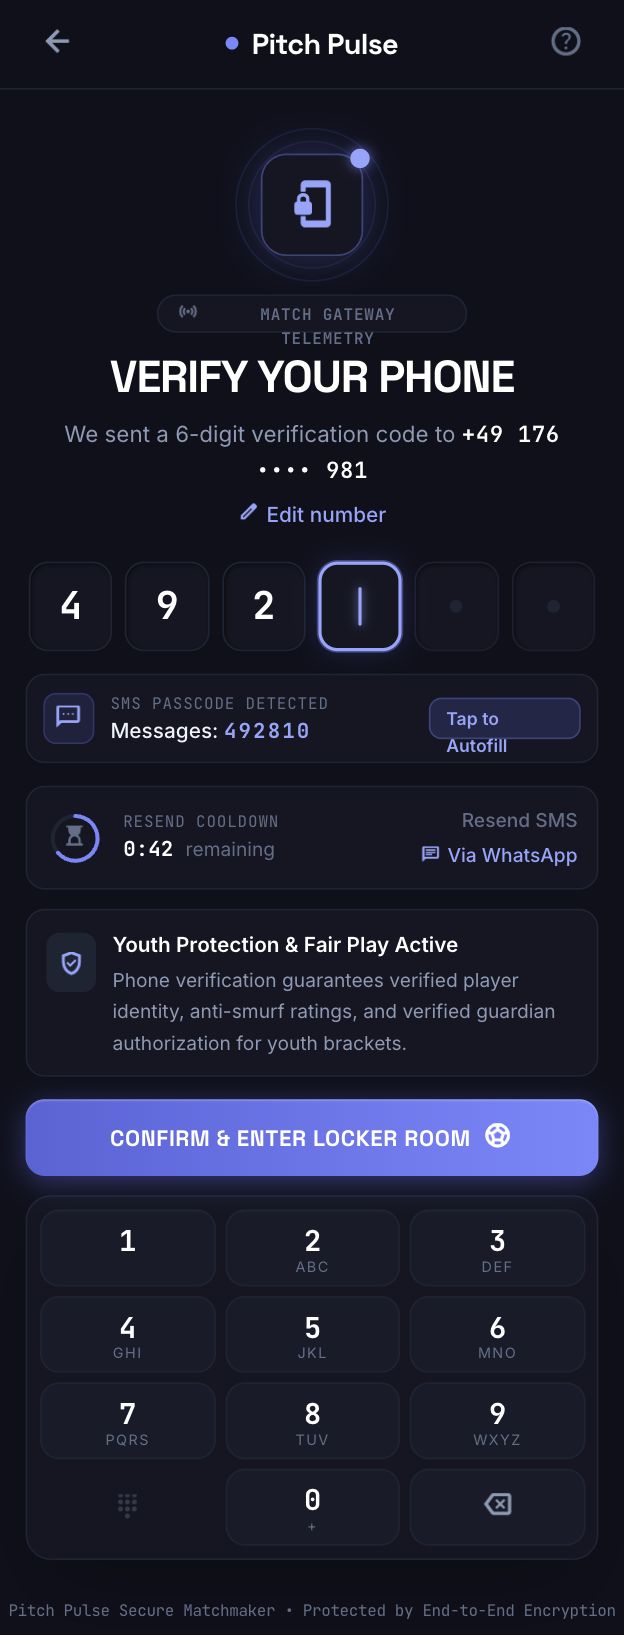 Pitch Pulse
MATCH GATEWAY
TELEMETRY
VERIFY YOUR PHONE
We sent a 6-digit verification code to +49 176
•••• 981
Edit number
4 9 2
SMS PASSCODE DETECTED
Messages: 492810
Tap to
Autofill
RESEND COOLDOWN
0:42 remaining
Resend SMS
Via WhatsApp
Youth Protection & Fair Play Active
Phone verification guarantees verified player
identity, anti-smurf ratings, and verified guardian
authorization for youth brackets.
CONFIRM & ENTER LOCKER ROOM
1 2 3
ABC DEF
4 5 6
GHI JKL MNO
7 8 9
PQRS TUV WXYZ
0
+
Pitch Pulse Secure Matchmaker • Protected by End-to-End Encryption